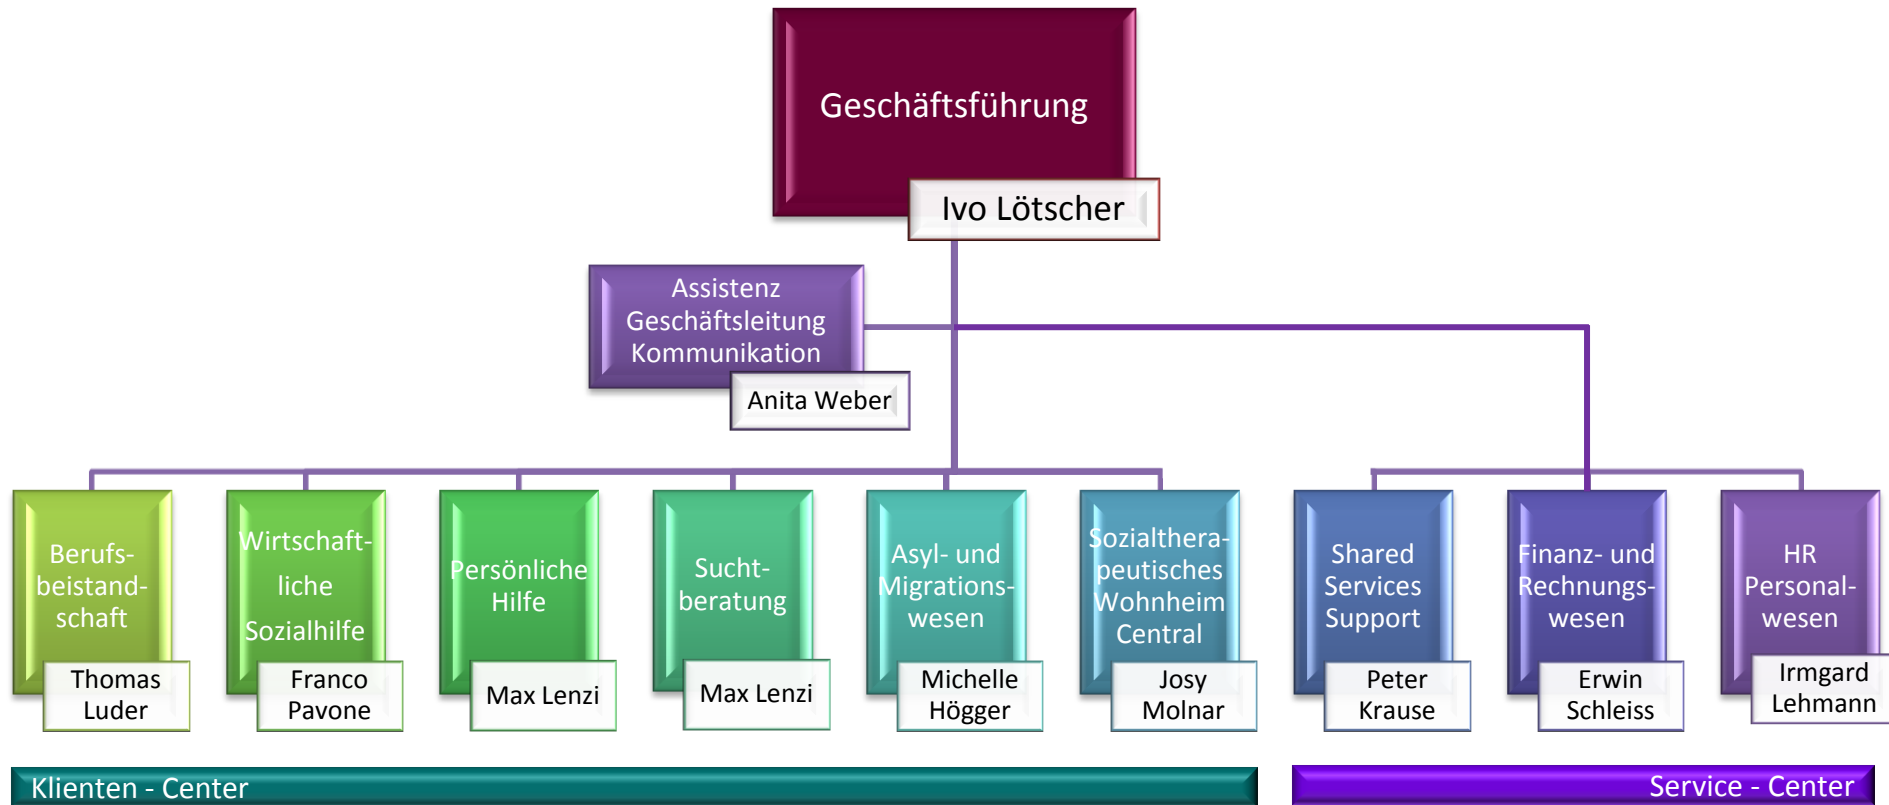 Geschäftsführung
Ivo Lötscher
Assistenz
Geschäftsleitung
Kommunikation
Anita Weber
Berufs-
beistand-
schaft
Thomas
Luder
Wirtschaft-
liche
Sozialhilfe
Franco
Pavone
Persönliche
Hilfe
Max Lenzi
Sucht-
beratung
Max Lenzi
Asyl- und
Migrations-
wesen
Michelle
Högger
Sozialthera-
peutisches
Wohnheim
Central
Josy
Molnar
Shared
Services
Support
Peter
Krause
Finanz- und
Rechnungs-
wesen
Erwin
Schleiss
HR
Personal-
wesen
Irmgard
Lehmann
Klienten - Center
Service - Center